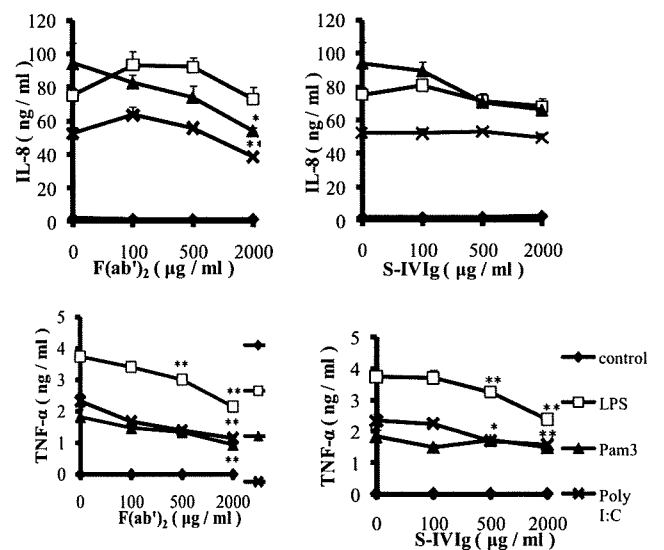 120
100
80
60
40
20
0
IL-8 ( ng / ml )
*
**
0 100 500 2000
F(ab')2 ( μg / ml )
120
100
80
60
40
20
0
IL-8 ( ng / ml )
0 100 500 2000
S-IVIg ( μg / ml )
5
4
3
2
1
0
TNF-α ( ng / ml )
**
**
**
**
0 100 500 2000
F(ab')2 ( μg / ml )
5
4
3
2
1
0
TNF-α ( ng / ml )
**
**
*
**
0 100 500 2000
S-IVIg ( μg / ml )
control
LPS
Pam3
Poly
I:C